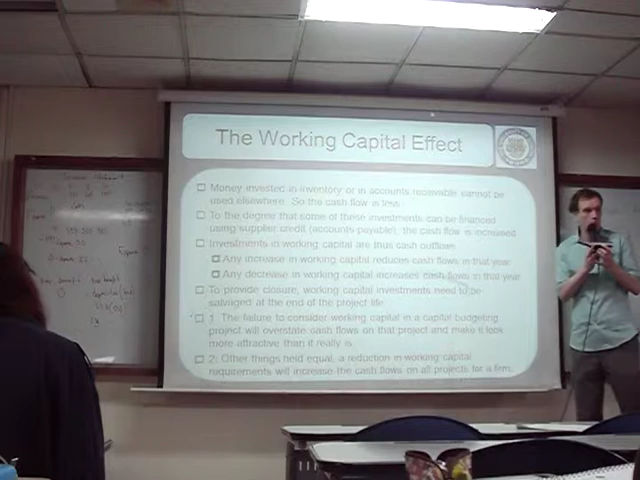 The Working Capital Effect
Money invested in inventory or in accounts receivable cannot be
used elsewhere. So the cash flow is less.
To the degree that some of these investments can be financed
using supplier credit (accounts payable), the cash flow is increased.
Investments in working capital are thus cash outflows
Any increase in working capital reduces cash flows in that year
Any decrease in working capital increases cash flows in that year
To provide closure, working capital investments need to be
salvaged at the end of the project life
1: The failure to consider working capital in a capital budgeting
project will overstate cash flows on that project and make it look
more attractive than it really is.
2: Other things held equal, a reduction in working capital
requirements will increase the cash flows on all projects for a firm.